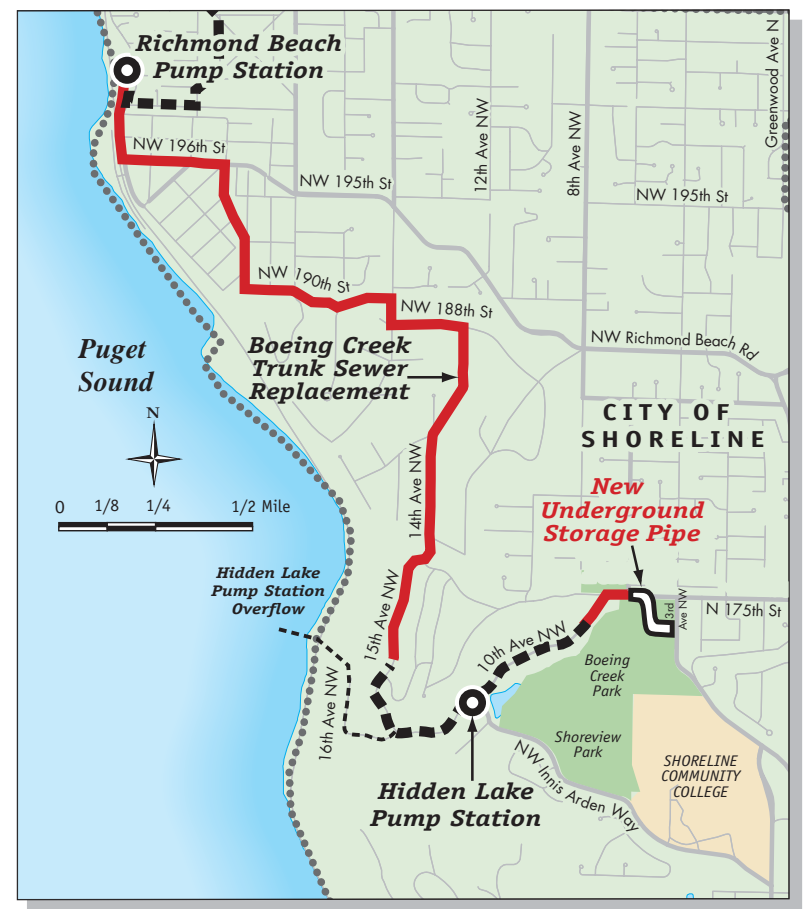 Richmond Beach
Pump Station
Greenwood Ave N
12th Ave NW
8th Ave NW
NW 196th St
NW 195th St
NW 195th St
NW 190th St
NW 188th St
NW Richmond Beach Rd
Puget
Sound
Boeing Creek
Trunk Sewer
Replacement
N
CITY OF
SHORELINE
0 1/8 1/4 1/2 Mile
14th Ave NW
New
Underground
Storage Pipe
Hidden Lake
Pump Station
Overflow
15th Ave NW
3rd
Ave NW
N 175th St
10th Ave NW
Boeing
Creek
Park
16th Ave NW
Shoreview
Park
NW Innis Arden Way
SHORELINE
COMMUNITY
COLLEGE
Hidden Lake
Pump Station